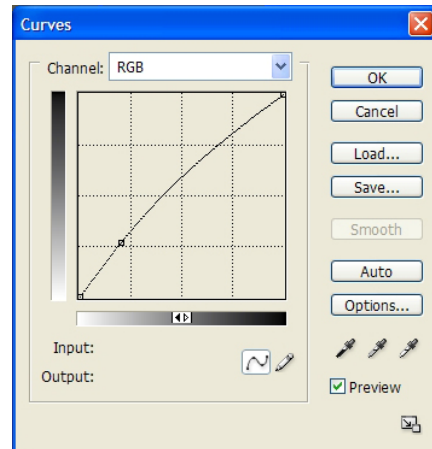 Curves
Channel: RGB
OK
Cancel
Load...
Save...
Smooth
Auto
Options...
Input:
Output:
Preview